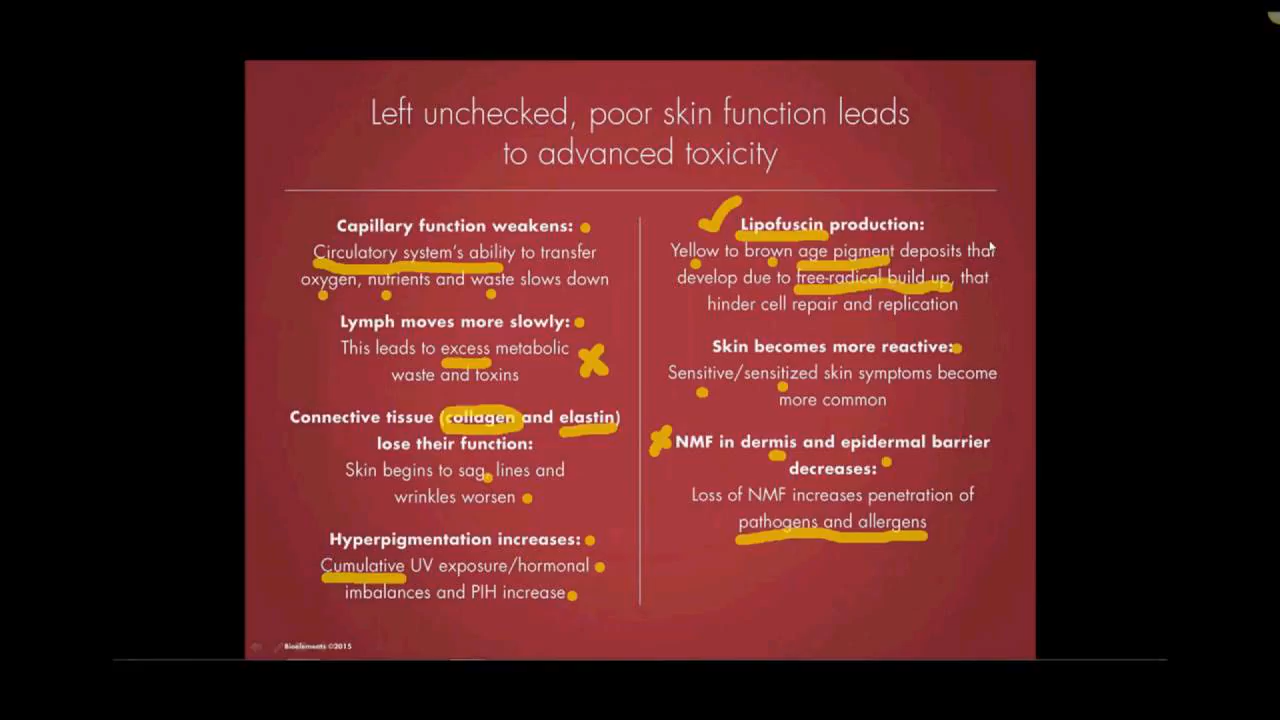 Left unchecked, poor skin function leads
to advanced toxicity
Capillary function weakens:
Circulatory system's ability to transfer
oxygen, nutrients and waste slows down
Lymph moves more slowly:
This leads to excess metabolic
waste and toxins
Connective tissue (collagen and elastin)
lose their function:
Skin begins to sag, lines and
wrinkles worsen
Hyperpigmentation increases:
Cumulative UV exposure/hormonal
imbalances and PIH increase
Lipofuscin production:
Yellow to brown age pigment deposits that
develop due to free-radical build up, that
hinder cell repair and replication
Skin becomes more reactive:
Sensitive/sensitized skin symptoms become
more common
NMF in dermis and epidermal barrier
decreases:
Loss of NMF increases penetration of
pathogens and allergens
Bioelements ©2015